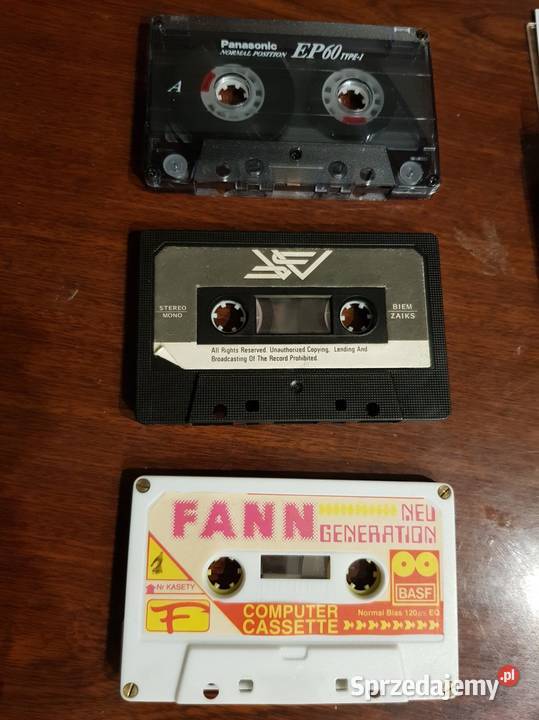 Panasonic EP60 TYPE-I
NORMAL POSITION
A
STEREO
MONO
BIEM
ZAIKS
All Rights Reserved. Unauthorized Copying, Lending And
Broadcasting Of The Record Prohibited.
FANN NEU
GENERATION
Nr KASETY
BASF
F
COMPUTER
CASSETTE
Normal Bias 120μs EQ
Sprzedajemy.pl